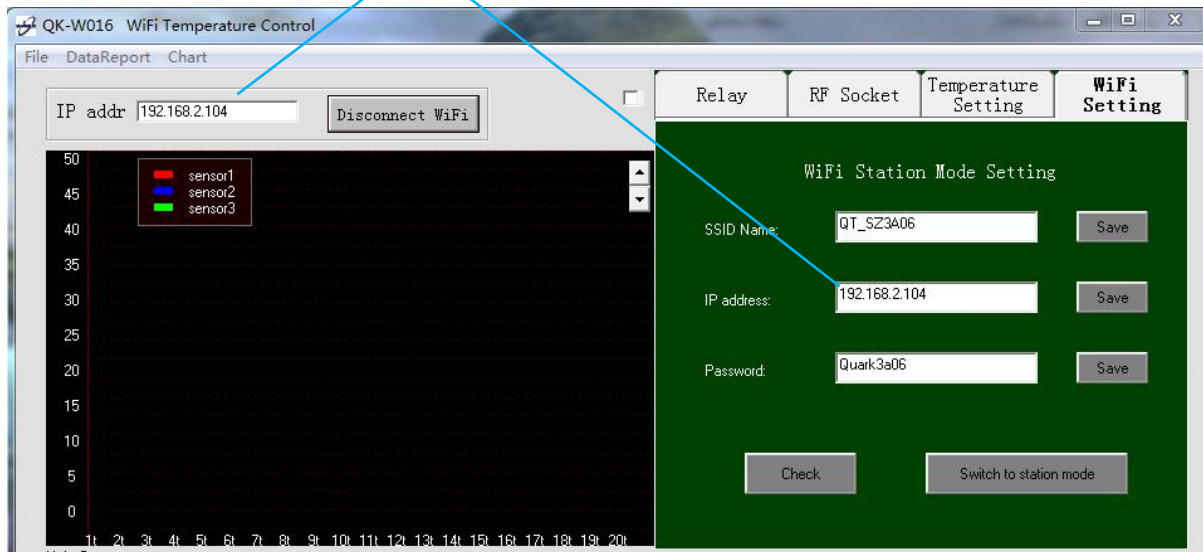 QK-W016 WiFi Temperature Control
File DataReport Chart
IP addr 192.168.2.104 Disconnect WiFi
Relay RF Socket Temperature Setting WiFi Setting
50
sensor1
sensor2
sensor3
45
40
35
30
25
20
15
10
5
0
1t 2t 3t 4t 5t 6t 7t 8t 9t 10t 11t 12t 13t 14t 15t 16t 17t 18t 19t 20t
WiFi Station Mode Setting
SSID Name: QT_SZ3A06 Save
IP address: 192.168.2.104 Save
Password: Quark3a06 Save
Check Switch to station mode